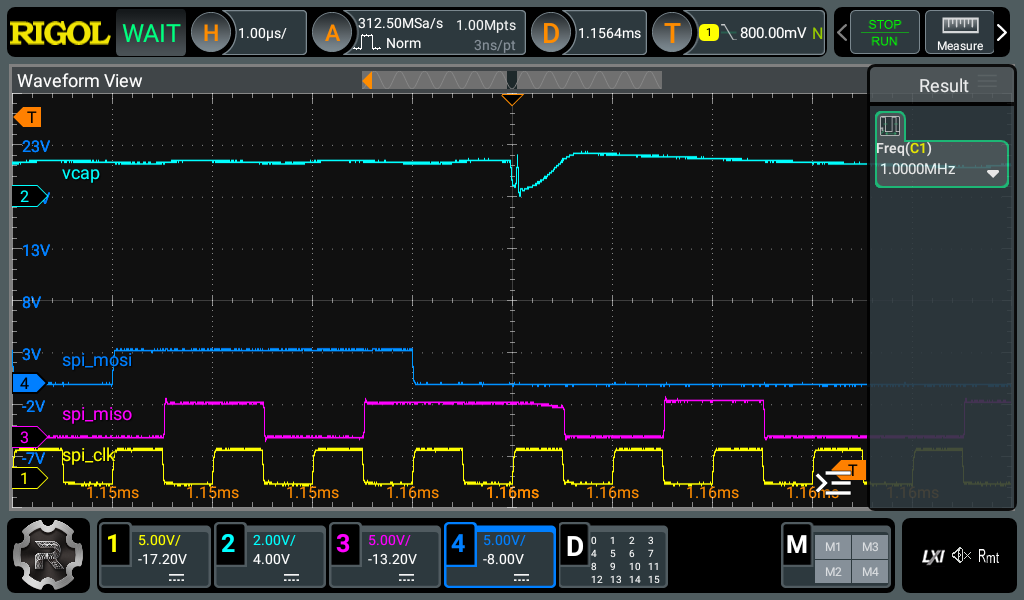 RIGOL WAIT H 1.00μs/ A 312.50MSa/s 1.00Mpts D 1.1564ms T 1 800.00mV N STOP
Norm 3ns/pt RUN Measure
Waveform View Result
T
23V
vcap
Freq(C1)
1.0000MHz
2
13V
8V
3V spi_mosi
4
-2V
spi_miso
3
-7V spi_clk
T
1
1.15ms 1.15ms 1.15ms 1.16ms 1.16ms 1.16ms 1.16ms 1.16ms 1.16ms
1 5.00V/ 2 2.00V/ 3 5.00V/ 4 5.00V/ D 0 1 2 3 M M1 M3
-17.20V 4.00V -13.20V -8.00V 4 5 6 7 M2 M4
8 9 10 11
12 13 14 15
R
LXI Rmt